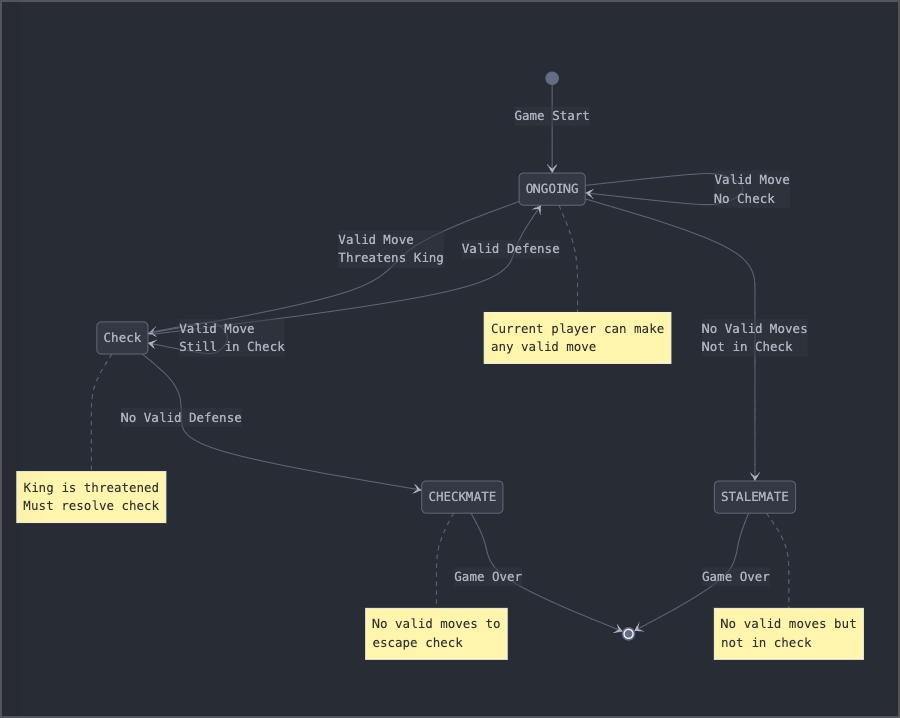 Game Start
ONGOING
Valid Move
No Check
Valid Move
Threatens King
Valid Defense
Current player can make
any valid move
No Valid Moves
Not in Check
Check
Valid Move
Still in Check
No Valid Defense
King is threatened
Must resolve check
CHECKMATE
STALEMATE
Game Over
Game Over
No valid moves to
escape check
No valid moves but
not in check